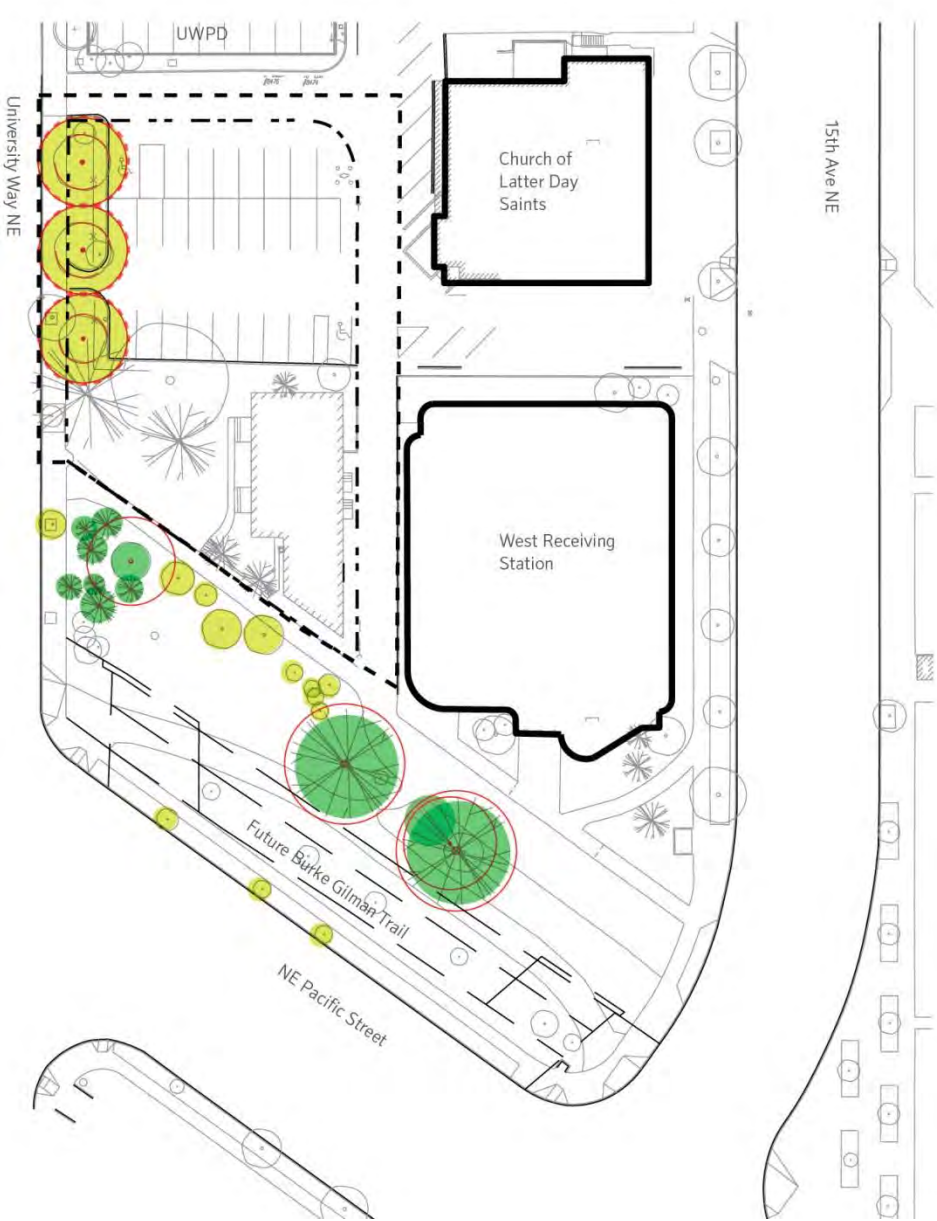 UWPD
University Way NE
15th Ave NE
Church of
Latter Day
Saints
West Receiving
Station
Future Burke Gilman Trail
NE Pacific Street